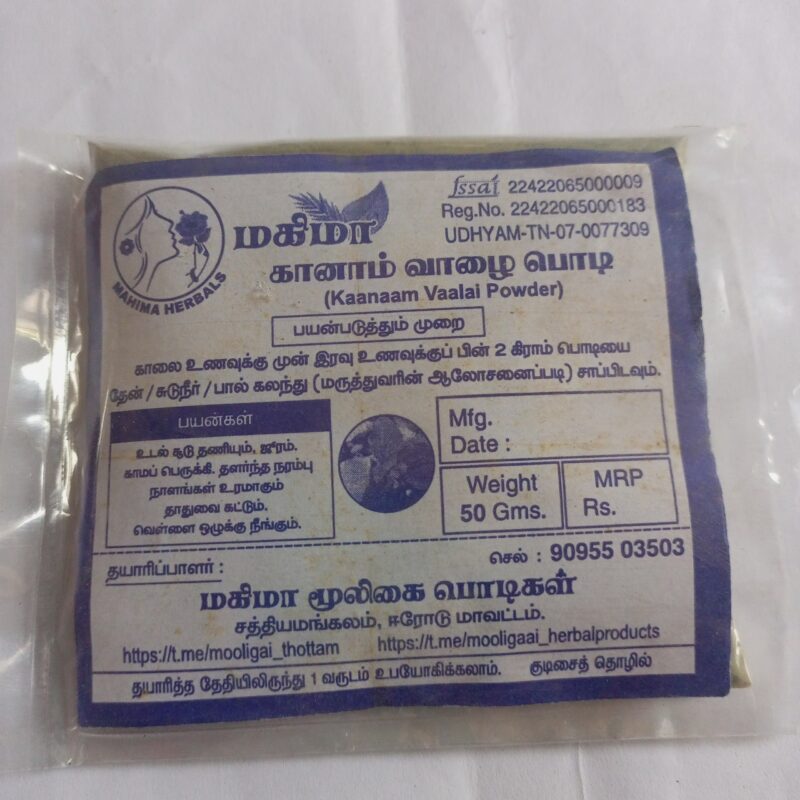 fssai 22422065000009
Reg.No. 22422065000183
UDHYAM-TN-07-0077309
MAHIMA HERBALS
மகிமா
கானாம் வாழை பொடி
(Kaanaam Vaalai Powder)
பயன்படுத்தும் முறை
காலை உணவுக்கு முன் இரவு உணவுக்குப் பின் 2 கிராம் பொடியை
தேன் / சுடுநீர் / பால் கலந்து (மருத்துவரின் ஆலோசனைப்படி) சாப்பிடவும்.
பயன்கள்
உடல் சூடு தணியும், ஜுரம்.
காமப் பெருக்கி. தளர்ந்த நரம்பு
நாளங்கள் உரமாகும்
தாதுவை கட்டும்.
வெள்ளை ஒழுக்கு நீங்கும்.
Mfg.
Date :
Weight
50 Gms.
MRP
Rs.
செல் : 90955 03503
தயாரிப்பாளர் :
மகிமா மூலிகை பொடிகள்
சத்தியமங்கலம், ஈரோடு மாவட்டம்.
https://t.me/mooligai_thottam https://t.me/mooligaai_herbalproducts
தயாரித்த தேதியிலிருந்து 1 வருடம் உபயோகிக்கலாம். குடிசைத் தொழில்